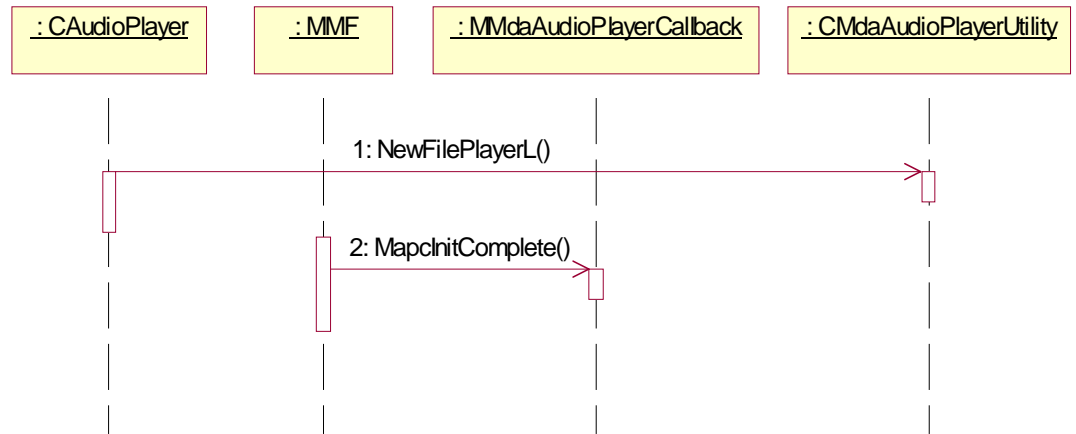 : CAudioPlayer
: MMF
: MMdaAudioPlayerCallback
: CMdaAudioPlayerUtility
1: NewFilePlayerL()
2: MapcInitComplete()